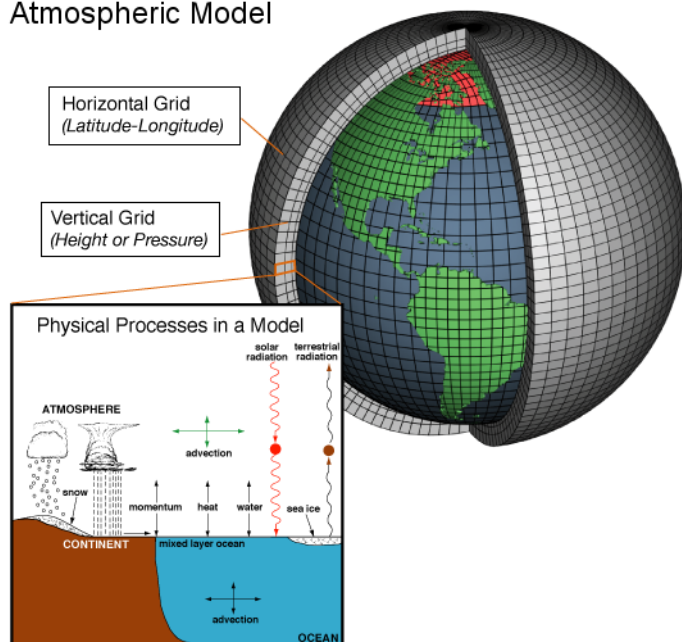 Atmospheric Model
Horizontal Grid
(Latitude-Longitude)
Vertical Grid
(Height or Pressure)
Physical Processes in a Model
solar
radiation
terrestrial
radiation
ATMOSPHERE
advection
snow
momentum
heat
water
sea ice
CONTINENT
mixed layer ocean
advection
OCEAN